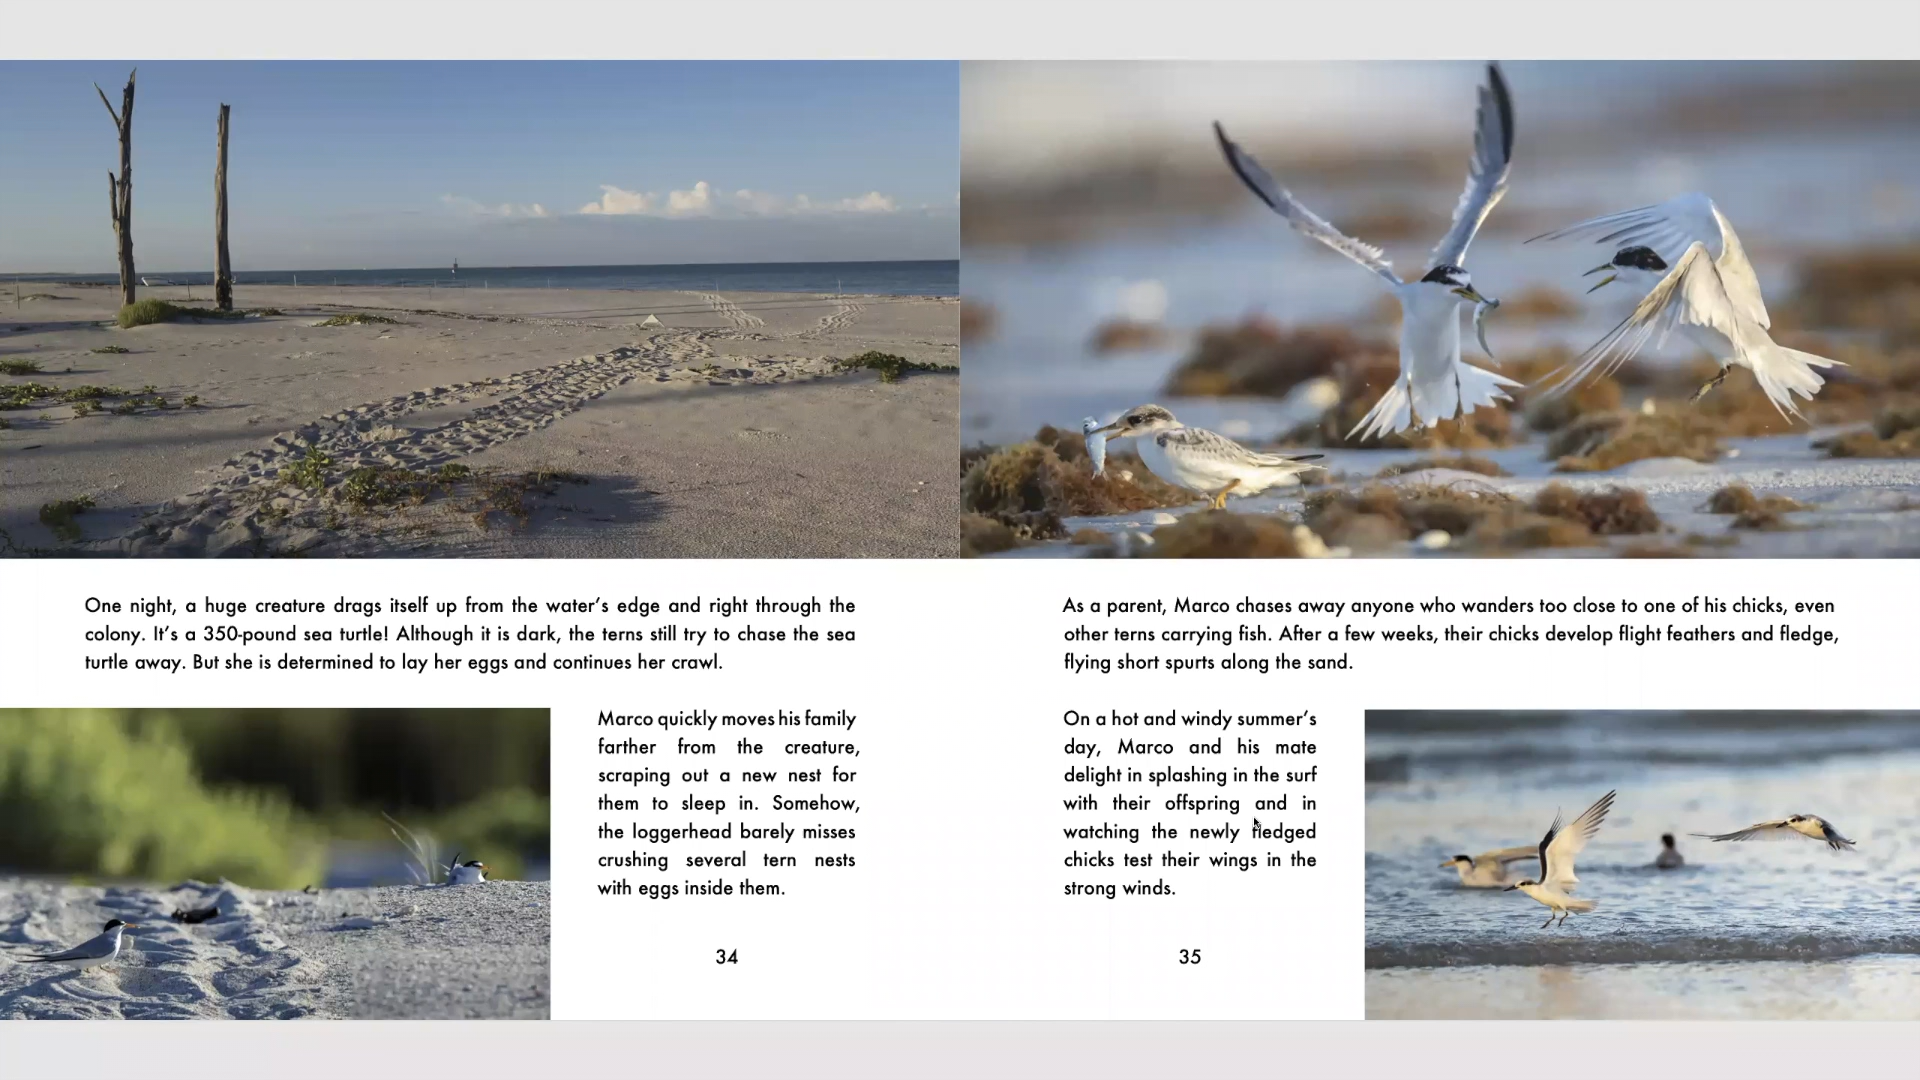 One night, a huge creature drags itself up from the water's edge and right through the
colony. It's a 350-pound sea turtle! Although it is dark, the terns still try to chase the sea
turtle away. But she is determined to lay her eggs and continues her crawl.
Marco quickly moves his family
farther from the creature,
scraping out a new nest for
them to sleep in. Somehow,
the loggerhead barely misses
crushing several tern nests
with eggs inside them.
34
As a parent, Marco chases away anyone who wanders too close to one of his chicks, even
other terns carrying fish. After a few weeks, their chicks develop flight feathers and fledge,
flying short spurts along the sand.
On a hot and windy summer's
day, Marco and his mate
delight in splashing in the surf
with their offspring and in
watching the newly fledged
chicks test their wings in the
strong winds.
35